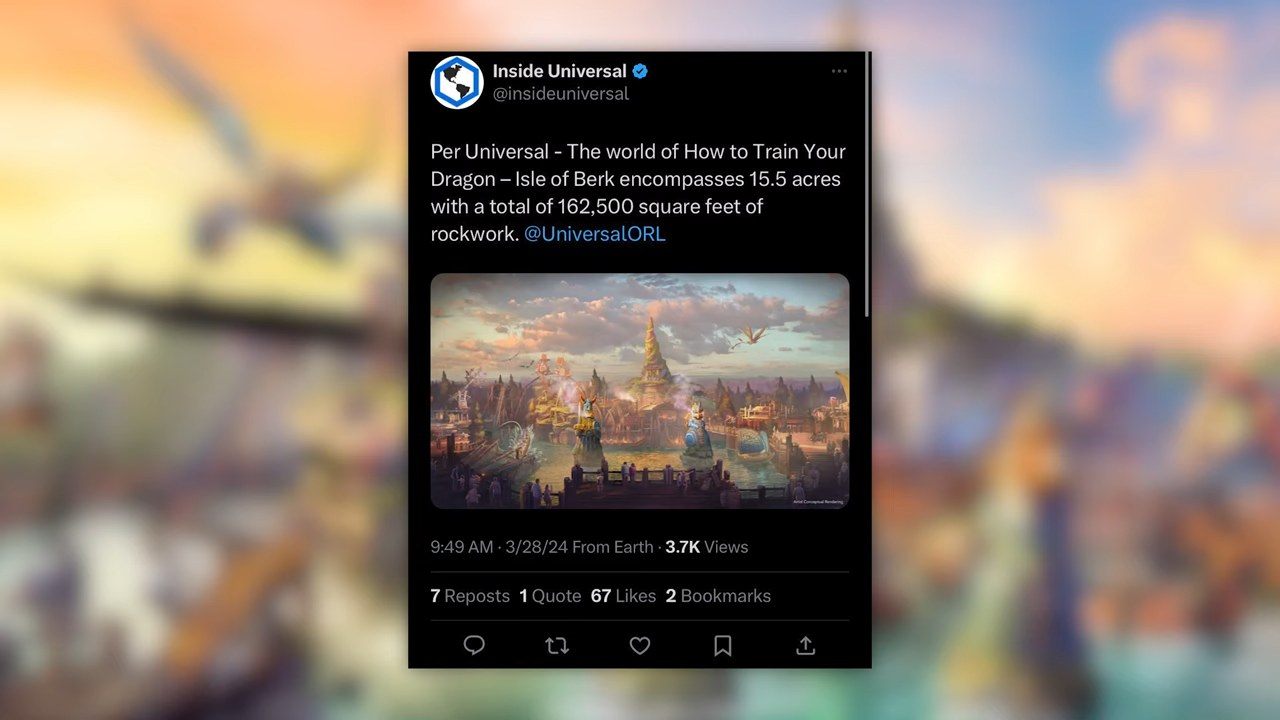 Inside Universal
@insideuniversal
Per Universal - The world of How to Train Your
Dragon – Isle of Berk encompasses 15.5 acres
with a total of 162,500 square feet of
rockwork. @UniversalORL
Artist Conceptual Rendering
9:49 AM · 3/28/24 From Earth · 3.7K Views
7 Reposts 1 Quote 67 Likes 2 Bookmarks